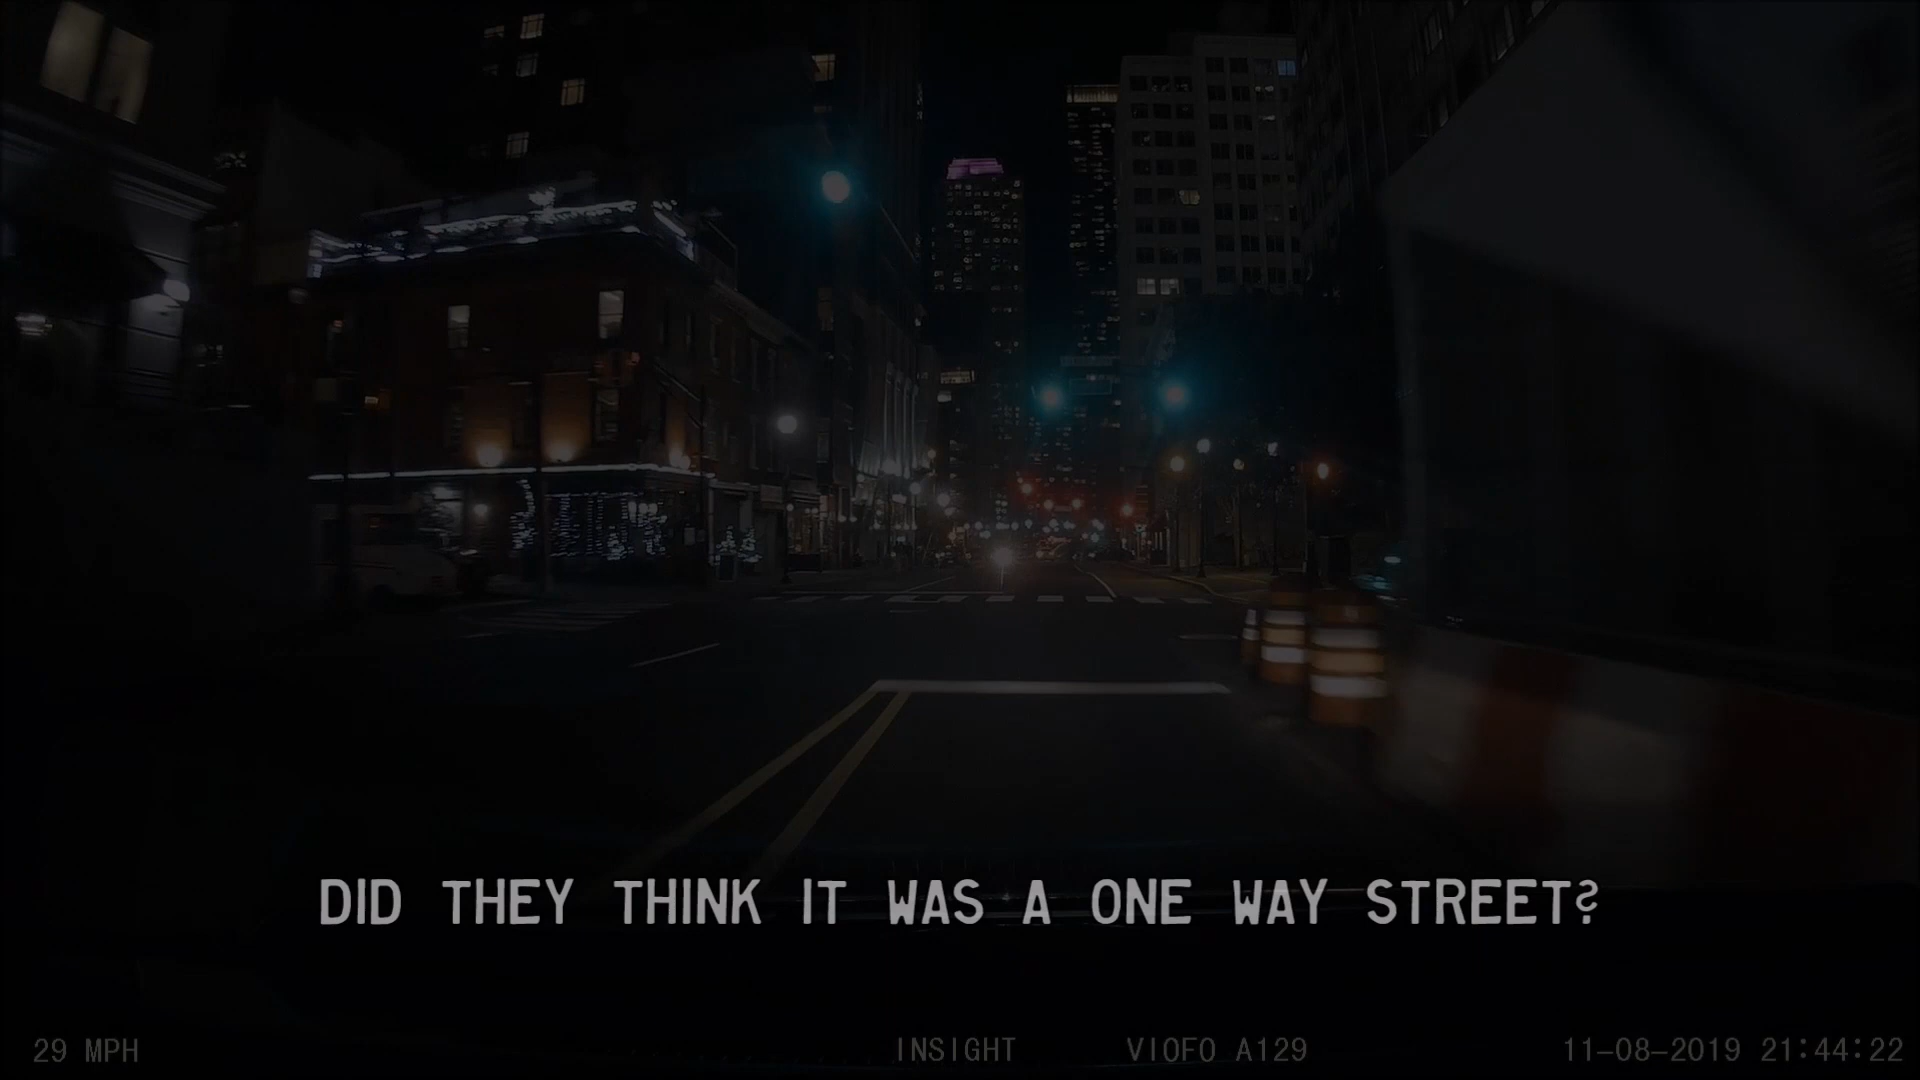 DID THEY THINK IT WAS A ONE WAY STREET?
29 MPH INSIGHT VIOFO A129 11-08-2019 21:44:22